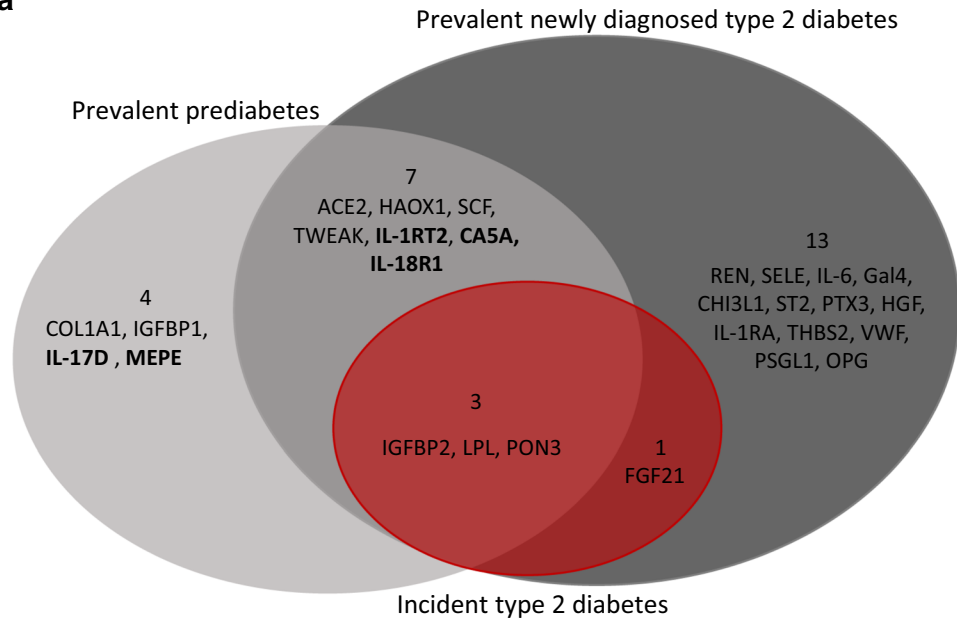 a
Prevalent newly diagnosed type 2 diabetes
Prevalent prediabetes
7
ACE2, HAOX1, SCF,
TWEAK, IL-1RT2, CA5A,
IL-18R1
13
REN, SELE, IL-6, Gal4,
CHI3L1, ST2, PTX3, HGF,
IL-1RA, THBS2, VWF,
PSGL1, OPG
4
COL1A1, IGFBP1,
IL-17D , MEPE
3
IGFBP2, LPL, PON3
1
FGF21
Incident type 2 diabetes